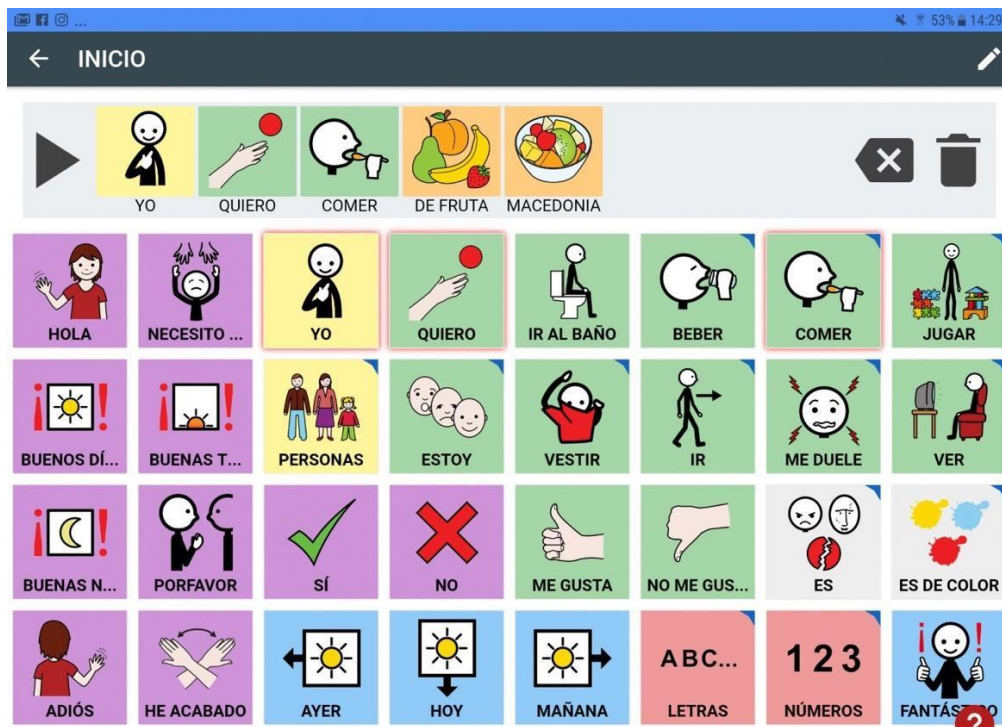 ... 53% 14:29
INICIO
YO QUIERO COMER DE FRUTA MACEDONIA
HOLA NECESITO ... YO QUIERO IR AL BAÑO BEBER COMER JUGAR
BUENOS DÍ... BUENAS T... PERSONAS ESTOY VESTIR IR ME DUELE VER
BUENAS N... PORFAVOR SÍ NO ME GUSTA NO ME GUS... ES ES DE COLOR
ABC... 123
ADIÓS HE ACABADO AYER HOY MAÑANA LETRAS NÚMEROS
2